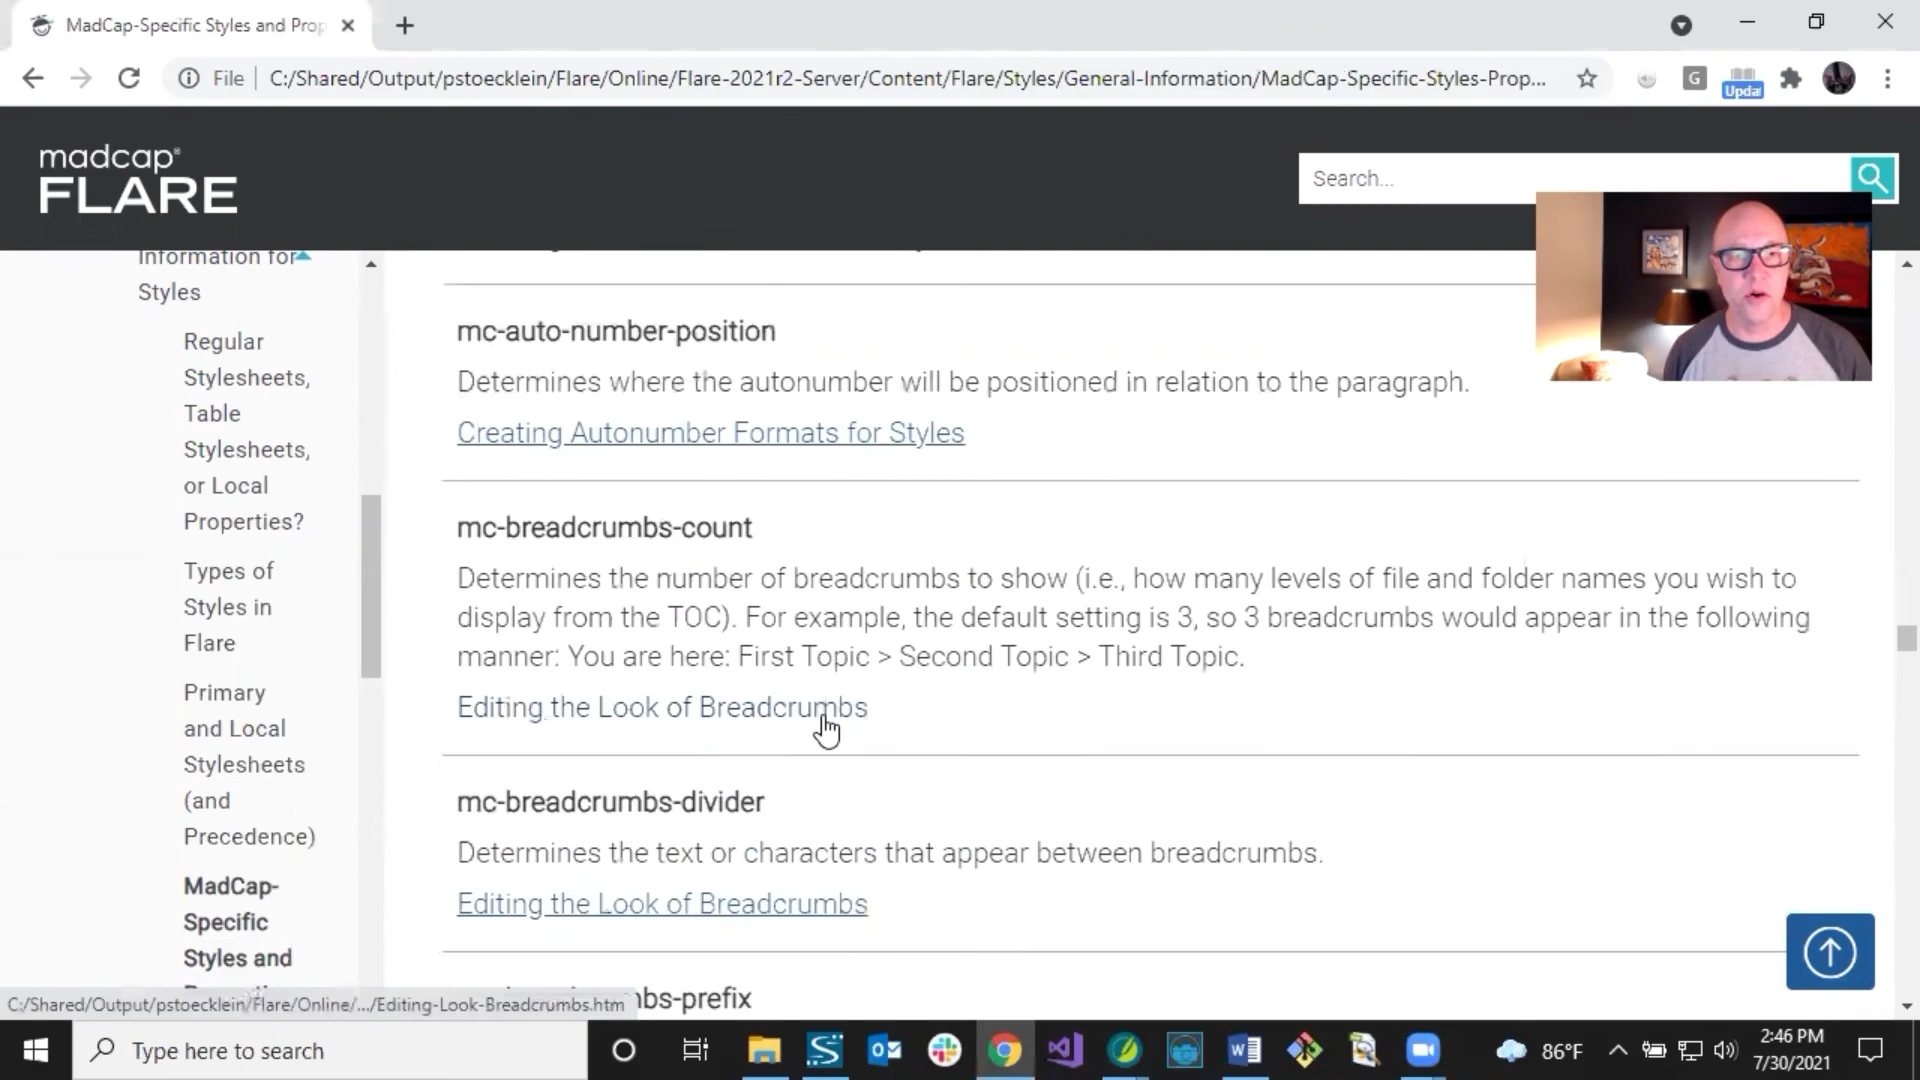 MadCap-Specific Styles and Prop
File
C:/Shared/Output/pstoecklein/Flare/Online/Flare-2021r2-Server/Content/Flare/Styles/General-Information/MadCap-Specific-Styles-Prop...
G
Updat
madcap
FLARE
Search...
Information for
Styles
Regular
Stylesheets,
Table
Stylesheets,
or Local
Properties?
Types of
Styles in
Flare
Primary
and Local
Stylesheets
(and
Precedence)
MadCap-
Specific
Styles and
mc-auto-number-position
Determines where the autonumber will be positioned in relation to the paragraph.
Creating Autonumber Formats for Styles
mc-breadcrumbs-count
Determines the number of breadcrumbs to show (i.e., how many levels of file and folder names you wish to
display from the TOC). For example, the default setting is 3, so 3 breadcrumbs would appear in the following
manner: You are here: First Topic > Second Topic > Third Topic.
Editing the Look of Breadcrumbs
mc-breadcrumbs-divider
Determines the text or characters that appear between breadcrumbs.
Editing the Look of Breadcrumbs
bs-prefix
C:/Shared/Output/pstoecklein/Flare/Online/.../Editing-Look-Breadcrumbs.htm
Type here to search
86°F
2:46 PM
7/30/2021